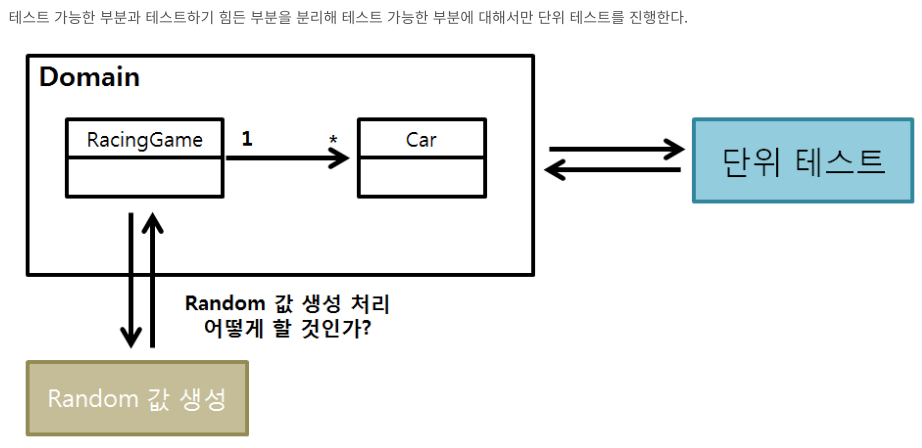 테스트 가능한 부분과 테스트하기 힘든 부분을 분리해 테스트 가능한 부분에 대해서만 단위 테스트를 진행한다.
Domain
RacingGame
1
*
Car
단위 테스트
Random 값 생성 처리
어떻게 할 것인가?
Random 값 생성